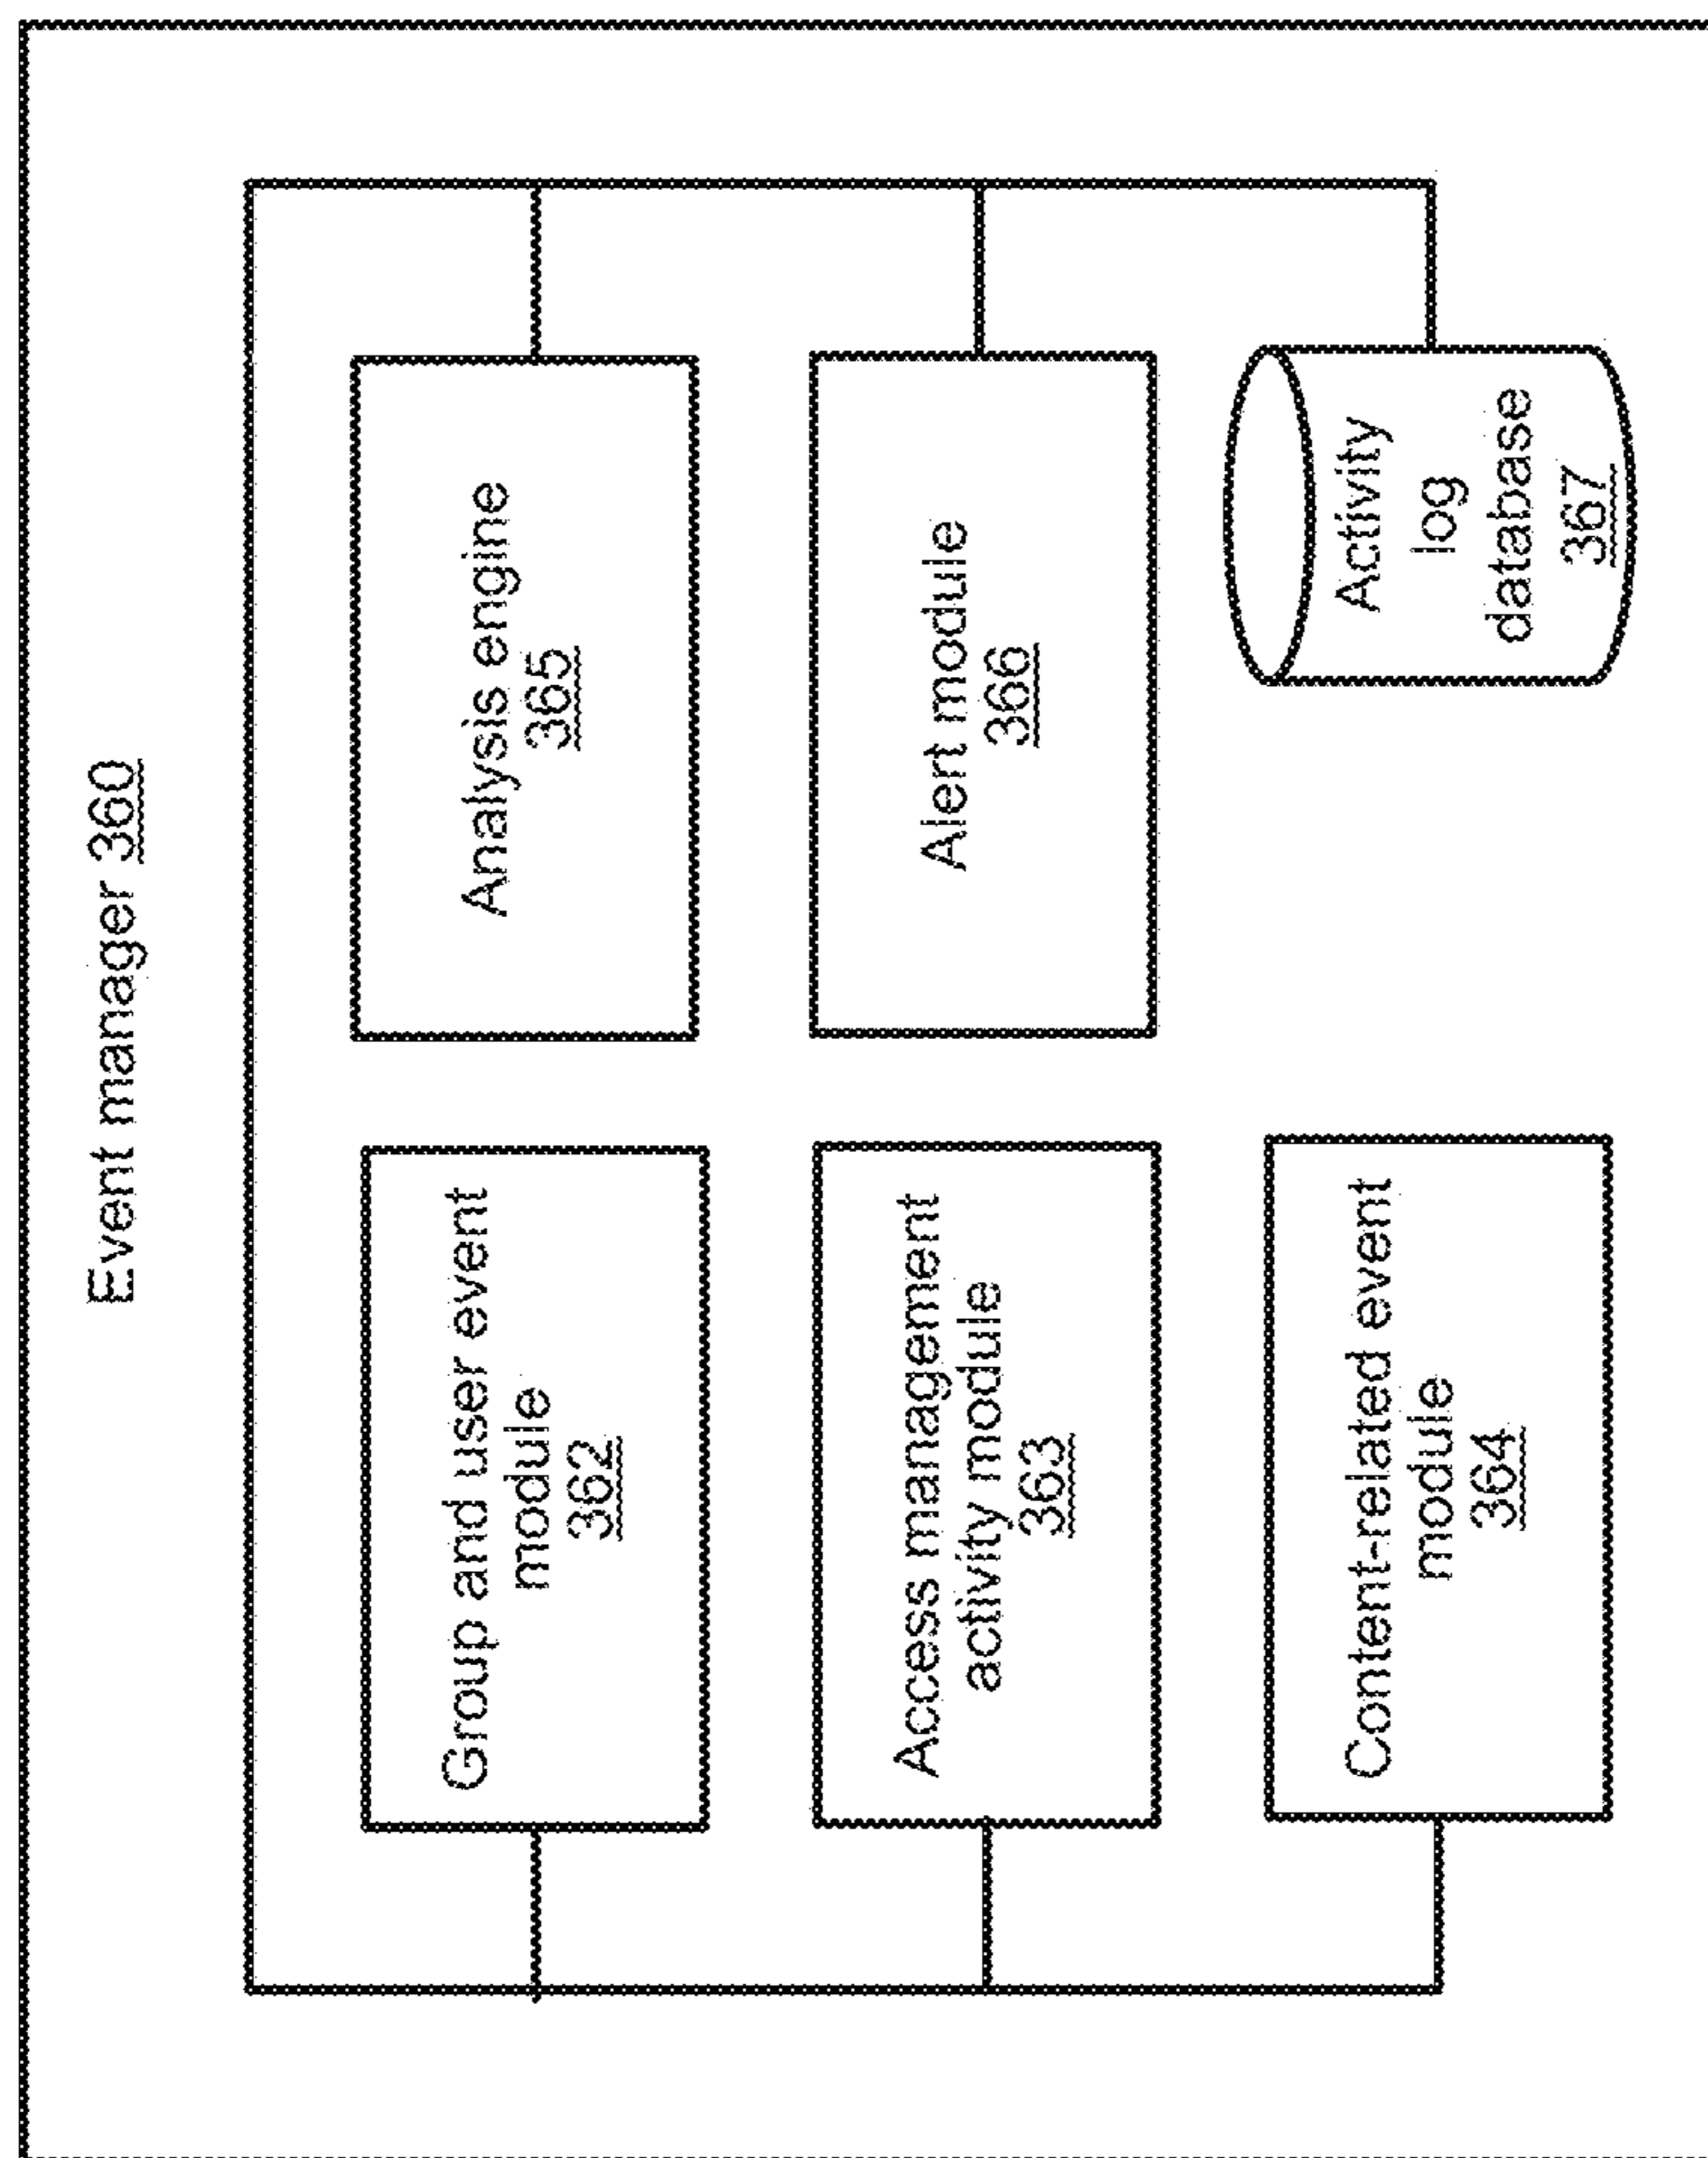 Event manager 360
Group and user event
module
362
Access management
activity module
363
Content-related event
module
364
Analysis engine
365
Alert module
366
Activity
log
database
367